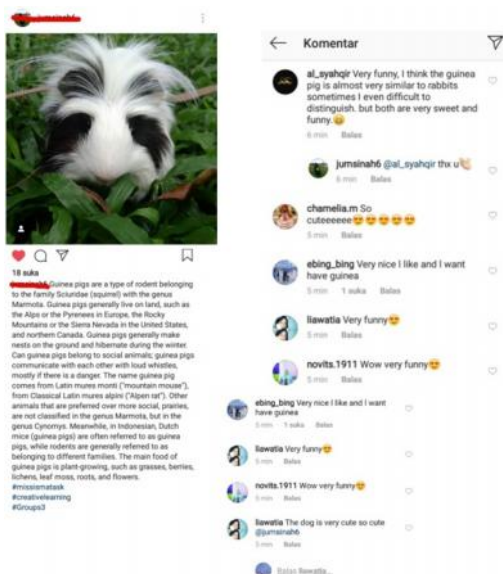 jumsinah6
18 suka
jumsinah6 Guinea pigs are a type of rodent belonging
to the family Sciuridae (squirrel) with the genus
Marmota. Guinea pigs generally live on land, such as
the Alps or the Pyrenees in Europe, the Rocky
Mountains or the Sierra Nevada in the United States,
and northern Canada. Guinea pigs generally make
nests on the ground and hibernate during the winter.
Can guinea pigs belong to social animals; guinea pigs
communicate with each other with loud whistles,
mostly if there is a danger. The name guinea pig
comes from Latin mures monti ("mountain mouse"),
from Classical Latin mures alpini ("Alpen rat"). Other
animals that are preferred over more social, prairies,
are not classified in the genus Marmota, but in the
genus Cynomys. Meanwhile, in Indonesian, Dutch
mice (guinea pigs) are often referred to as guinea
pigs, while rodents are generally referred to as
belonging to different families. The main food of
guinea pigs is plant-growing, such as grasses, berries,
lichens, leaf moss, roots, and flowers.
#missismatask
#creativelearning
#Groups3
Komentar
al_syahqir Very funny, I think the guinea
pig is almost very similar to rabbits
sometimes I even difficult to
distinguish. but both are very sweet and
funny.😄
6 min Balas
jumsinah6 @al_syahqir thx u👏
6 min Balas
chamelia.m So
cuteeeeee😍😍😍😍😍
5 min Balas
ebing_bing Very nice I like and I want
have guinea
5 min 1 suka Balas
liawatia Very funny😍
5 min Balas
novits.1911 Wow very funny😍
5 min Balas
ebing_bing Very nice I like and I want
have guinea
5 min 1 suka Balas
liawatia Very funny😍
5 min Balas
novits.1911 Wow very funny😍
5 min Balas
liawatia The dog is very cute so cute
@jumsinah6
5 min Balas
Balas liawatia...